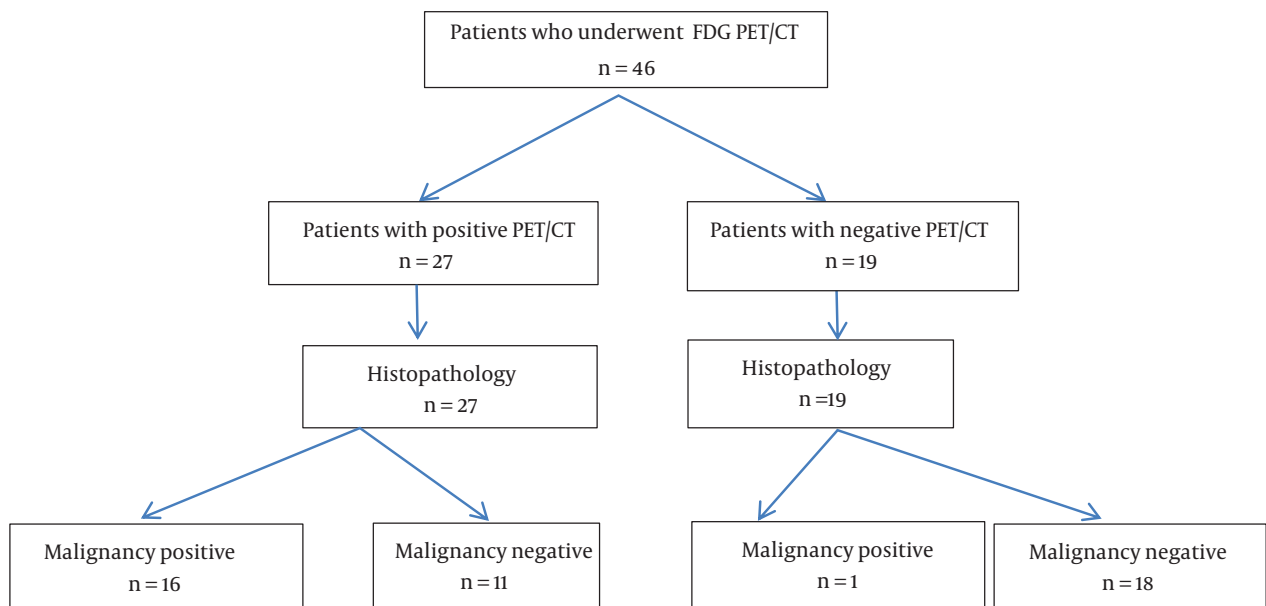 Patients who underwent FDG PET/CT
n = 46
Patients with positive PET/CT
n = 27
Patients with negative PET/CT
n = 19
Histopathology
n = 27
Histopathology
n =19
Malignancy positive
n = 16
Malignancy negative
n = 11
Malignancy positive
n = 1
Malignancy negative
n = 18